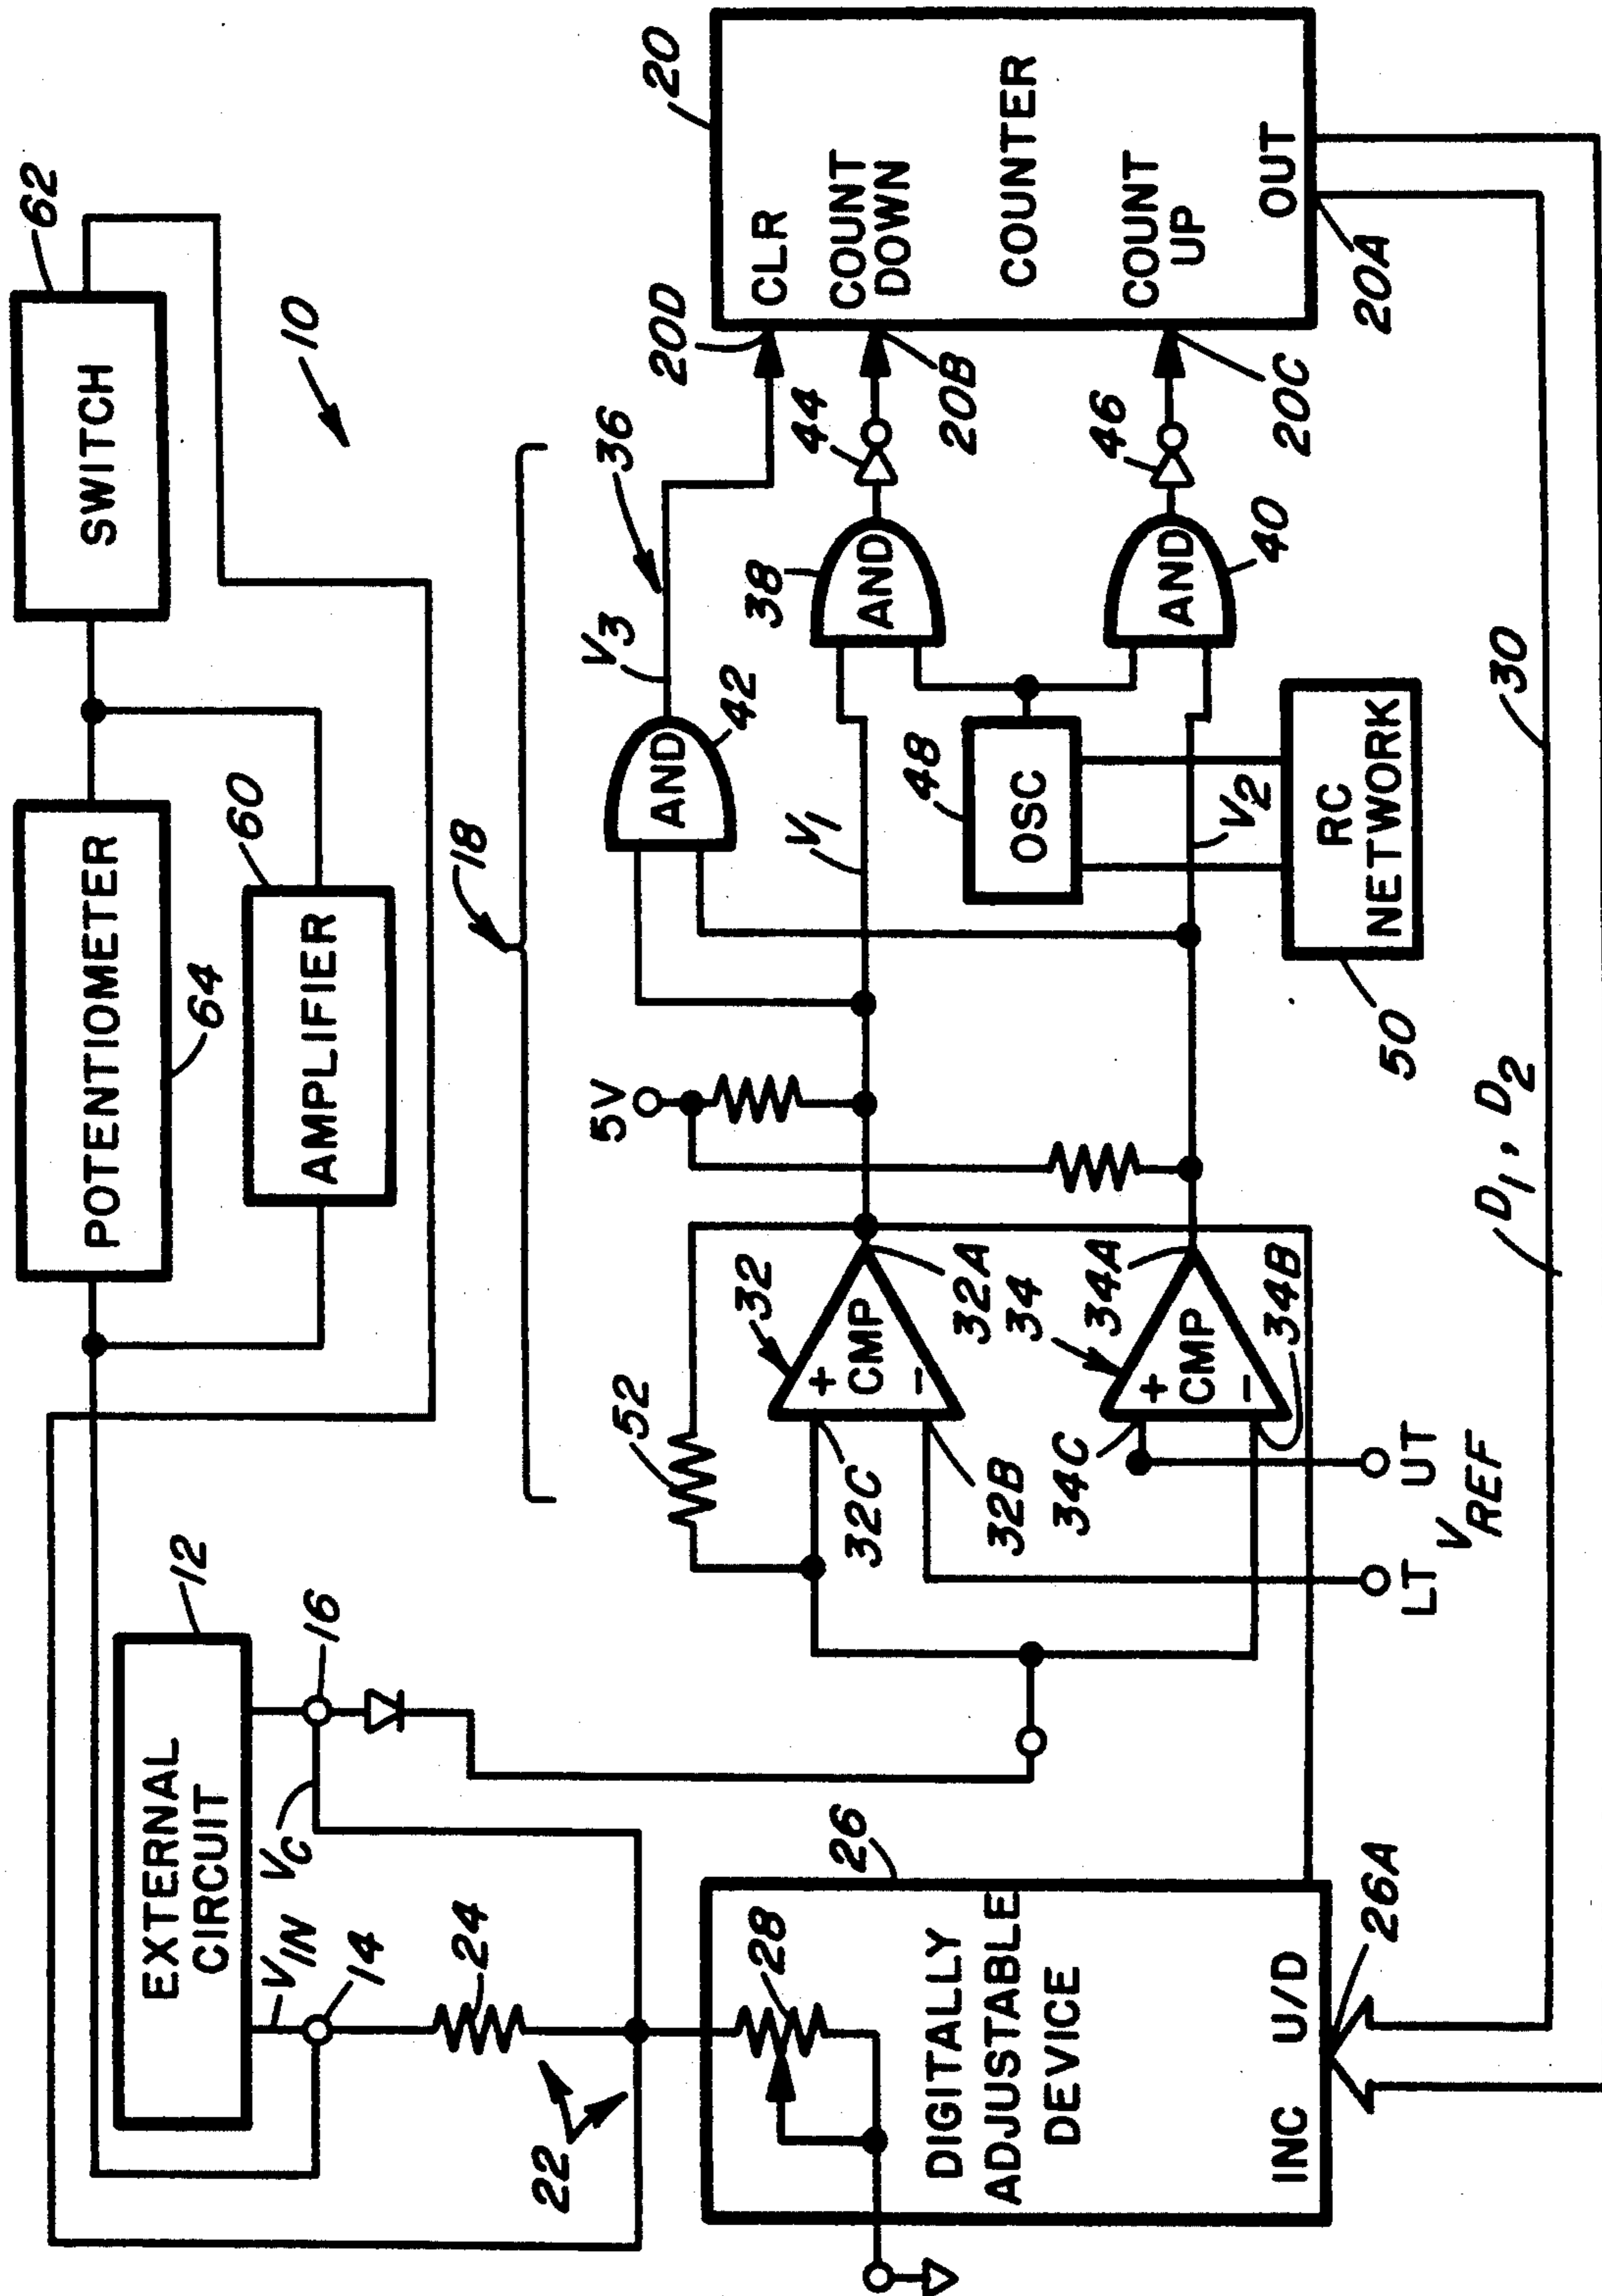 POTENTIOMETER
64
SWITCH
62
AMPLIFIER
60
10
EXTERNAL
CIRCUIT
12
VIN
VC
14
16
24
22
18
5V
52
32
+
CMP
-
32C
32B
32A
34
+
CMP
-
34C
34A
34B
LT
UT
VREF
AND
42
V3
36
V1
V2
38
AND
44
AND
40
46
48
OSC
RC
NETWORK
50
20
CLR
COUNT
DOWN
COUNTER
COUNT
UP
OUT
20D
20B
20C
20A
26
28
DIGITALLY
ADJUSTABLE
DEVICE
INC U/D
26A
D1, D2
30